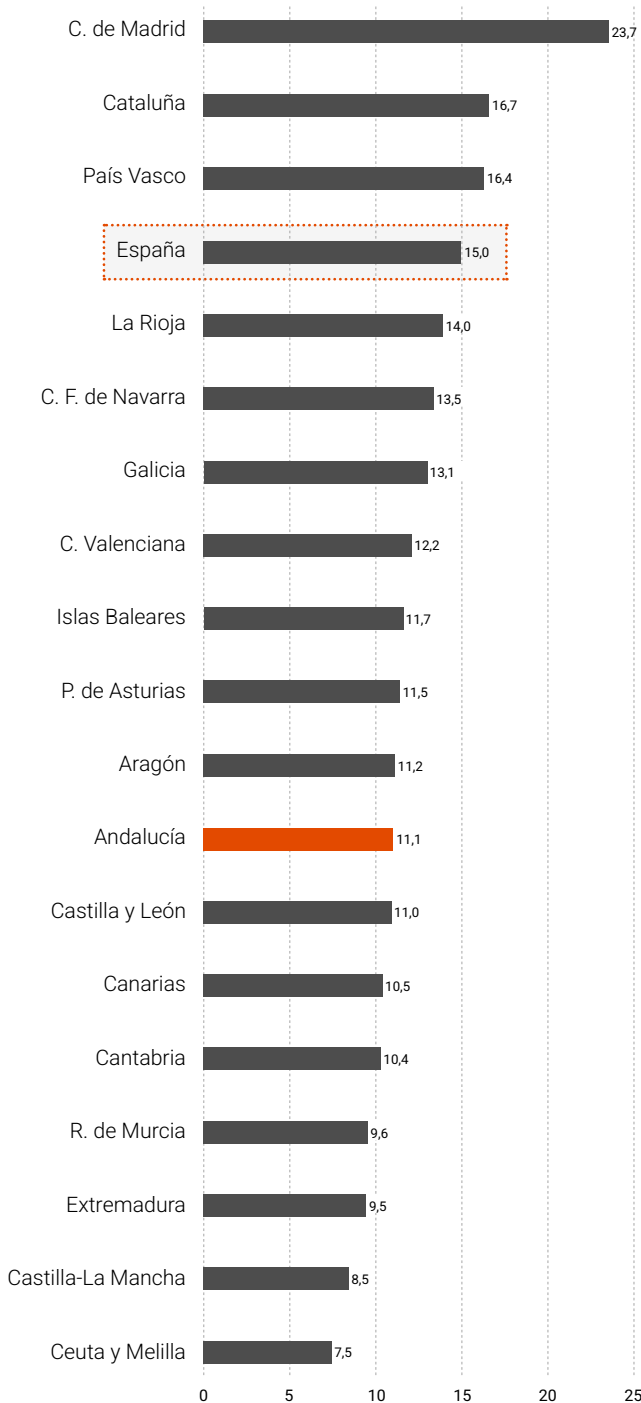 C. de Madrid 23,7
Cataluña 16,7
País Vasco 16,4
España 15,0
La Rioja 14,0
C. F. de Navarra 13,5
Galicia 13,1
C. Valenciana 12,2
Islas Baleares 11,7
P. de Asturias 11,5
Aragón 11,2
Andalucía 11,1
Castilla y León 11,0
Canarias 10,5
Cantabria 10,4
R. de Murcia 9,6
Extremadura 9,5
Castilla-La Mancha 8,5
Ceuta y Melilla 7,5
0 5 10 15 20 25